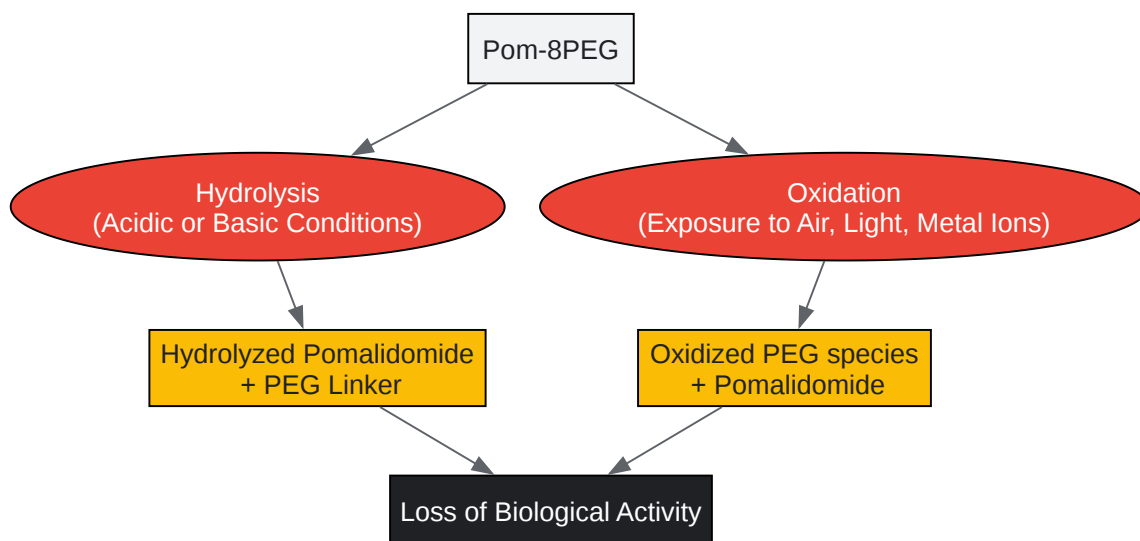 Pom-8PEG
Hydrolysis
(Acidic or Basic Conditions)
Oxidation
(Exposure to Air, Light, Metal Ions)
Hydrolyzed Pomalidomide
+ PEG Linker
Oxidized PEG species
+ Pomalidomide
Loss of Biological Activity